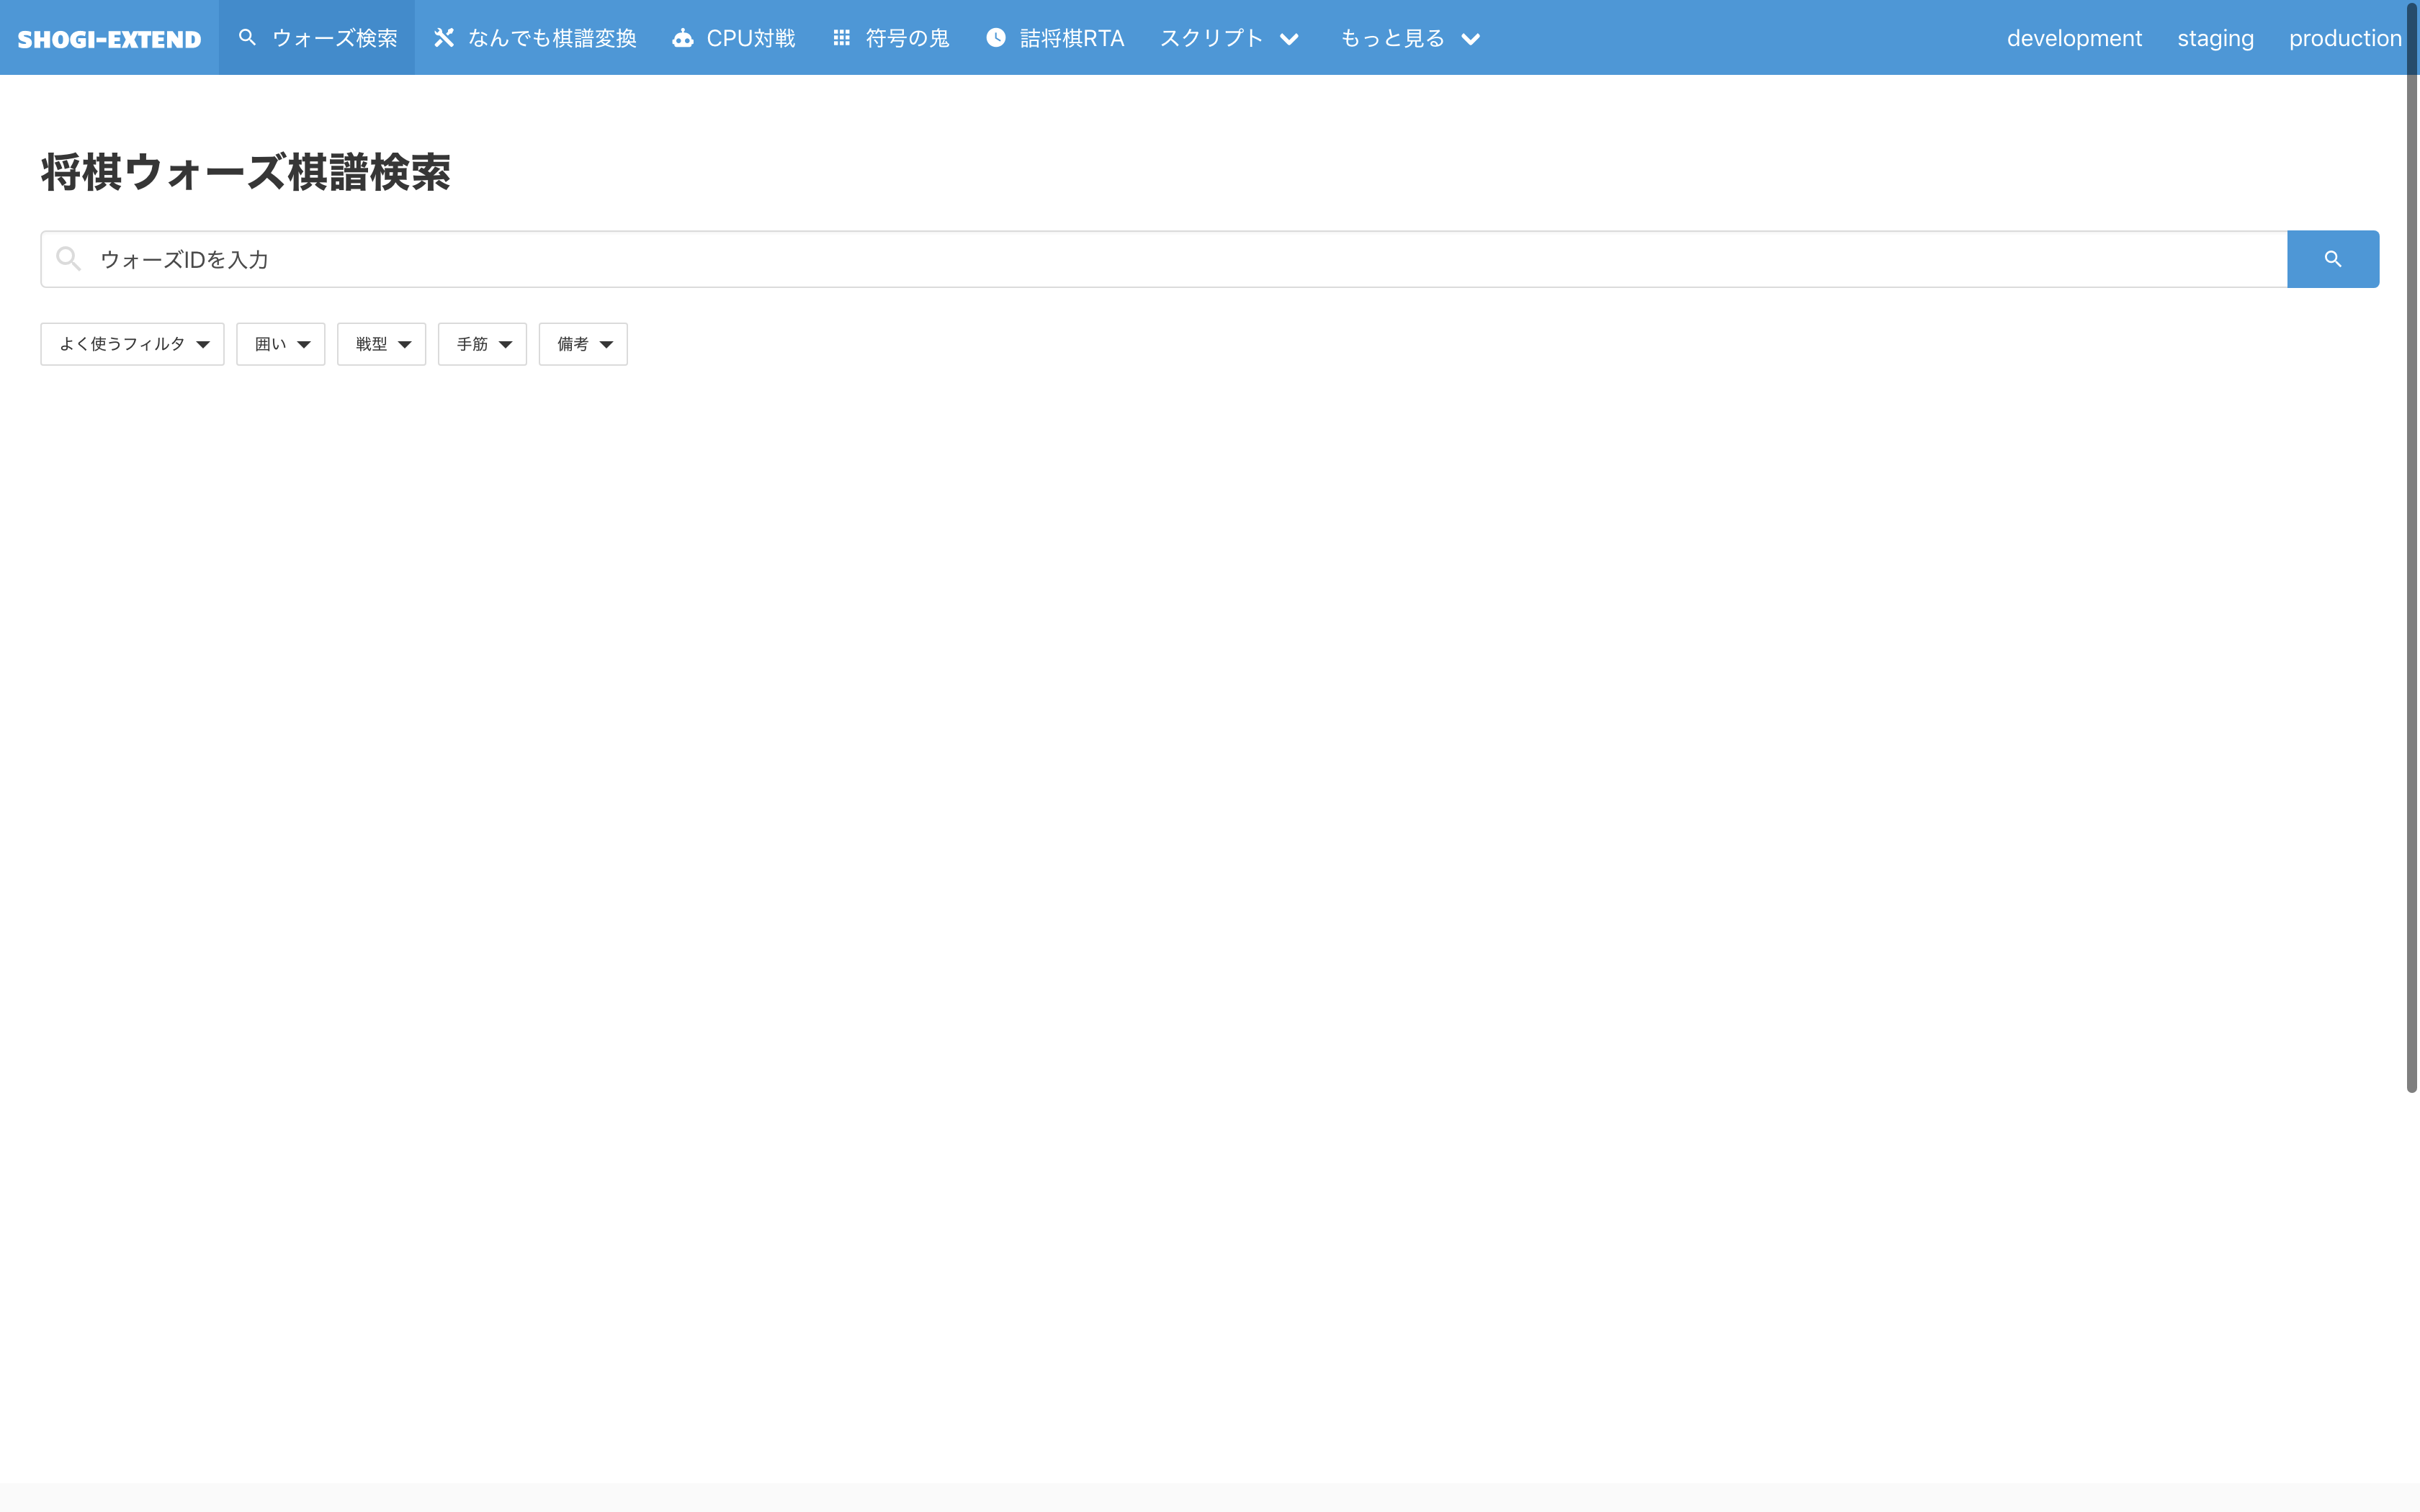 SHOGI-EXTEND ウォーズ検索 なんでも棋譜変換 CPU対戦 符号の鬼 詰将棋RTA スクリプト もっと見る development staging production
将棋ウォーズ棋譜検索
ウォーズIDを入力
よく使うフィルタ 囲い 戦型 手筋 備考